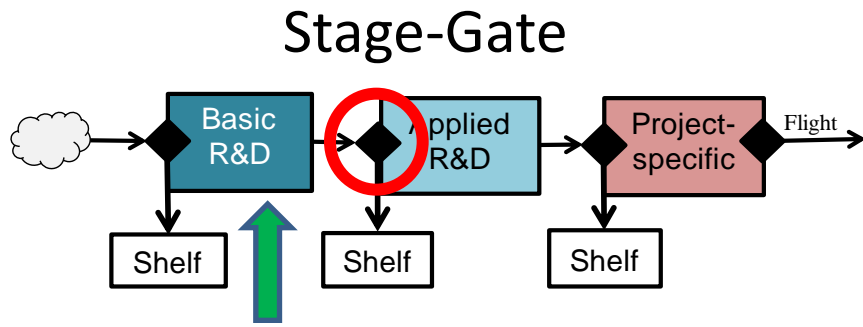 Stage-Gate
Basic
R&D
Applied
R&D
Project-
specific
Flight
Shelf
Shelf
Shelf